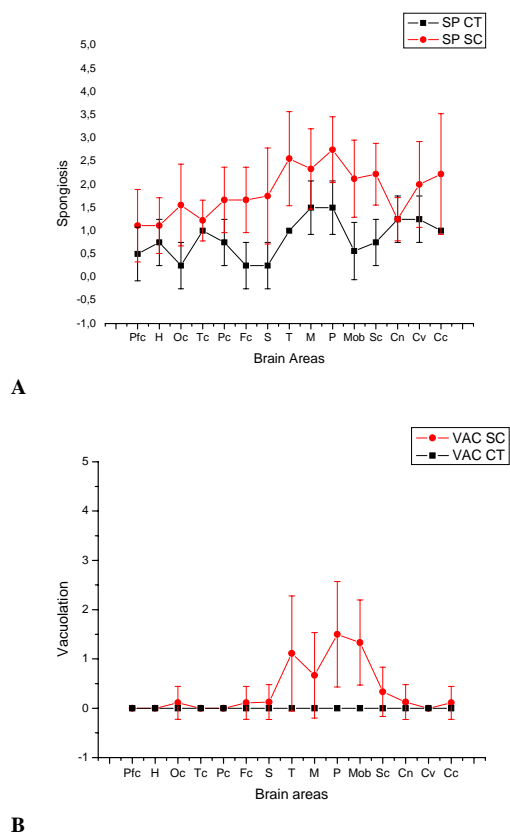 SP CT
SP SC
5,0
4,5
4,0
3,5
3,0
2,5
2,0
1,5
1,0
0,5
0,0
-0,5
-1,0
Spongiosis
Pfc H Oc Tc Pc Fc S T M P Mob Sc Cn Cv Cc
Brain Areas
A
VAC SC
VAC CT
5
4
3
2
1
0
-1
Vacuolation
Pfc H Oc Tc Pc Fc S T M P Mob Sc Cn Cv Cc
Brain areas
B